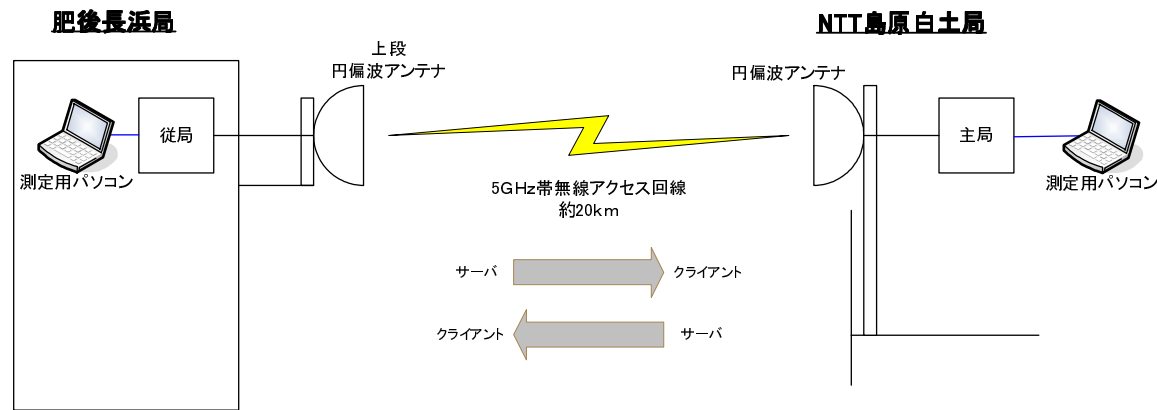 肥後長浜局
NTT島原白土局
上段
円偏波アンテナ
円偏波アンテナ
従局
主局
測定用パソコン
測定用パソコン
5GHz帯無線アクセス回線
約20km
サーバ
クライアント
クライアント
サーバ